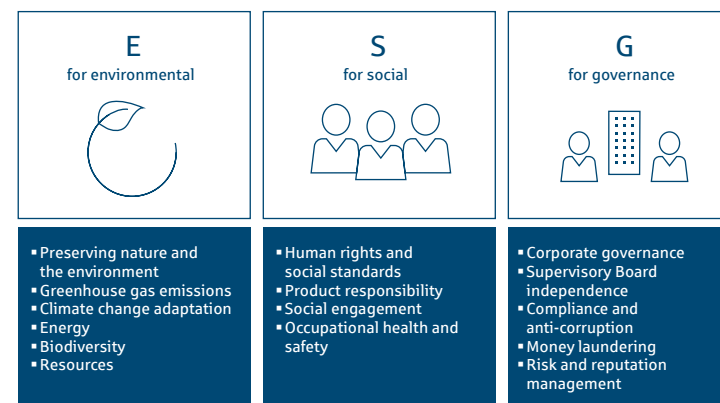 E
for environmental
S
for social
G
for governance
▪ Preserving nature and
the environment
▪ Greenhouse gas emissions
▪ Climate change adaptation
▪ Energy
▪ Biodiversity
▪ Resources
▪ Human rights and
social standards
▪ Product responsibility
▪ Social engagement
▪ Occupational health and
safety
▪ Corporate governance
▪ Supervisory Board
independence
▪ Compliance and
anti-corruption
▪ Money laundering
▪ Risk and reputation
management